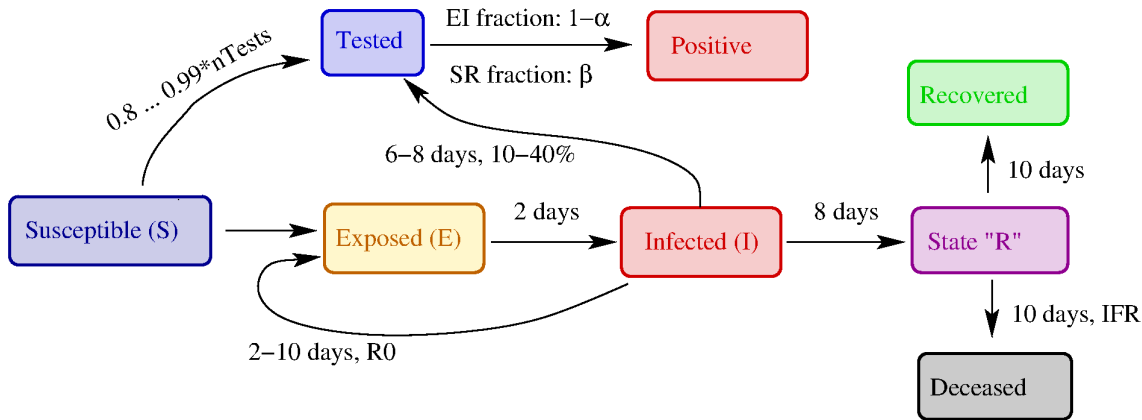 EI fraction: 1−α
Tested
Positive
SR fraction: β
0.8 ... 0.99*nTests
Recovered
6−8 days, 10−40%
10 days
Susceptible (S)
Exposed (E)
2 days
Infected (I)
8 days
State "R"
10 days, IFR
2−10 days, R0
Deceased